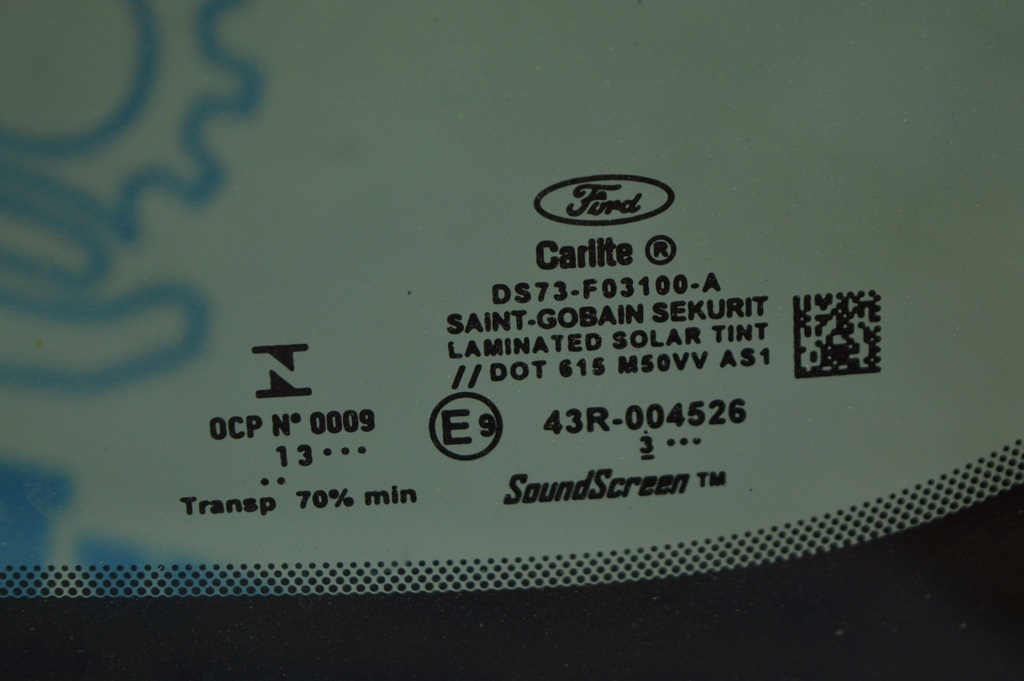 Ford
Carlite ®
DS73-F03100-A
SAINT-GOBAIN SEKURIT
LAMINATED SOLAR TINT
// DOT 615 M50VV AS1
OCP N° 0009
13...
..
Transp 70% min
E9
43R-004526
3 ...
SoundScreen ™